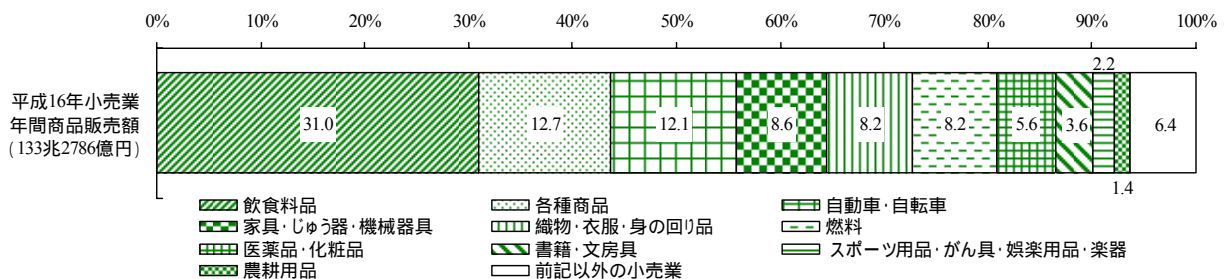 0% 10% 20% 30% 40% 50% 60% 70% 80% 90% 100%
2.2
平成16年小売業
年間商品販売額
(133兆2786億円)
31.0 12.7 12.1 8.6 8.2 8.2 5.6 3.6 6.4
1.4
飲食料品 各種商品 自動車・自転車
家具・じゅう器・機械器具 織物・衣服・身の回り品 燃料
医薬品・化粧品 書籍・文房具 スポーツ用品・がん具・娯楽用品・楽器
農耕用品 前記以外の小売業